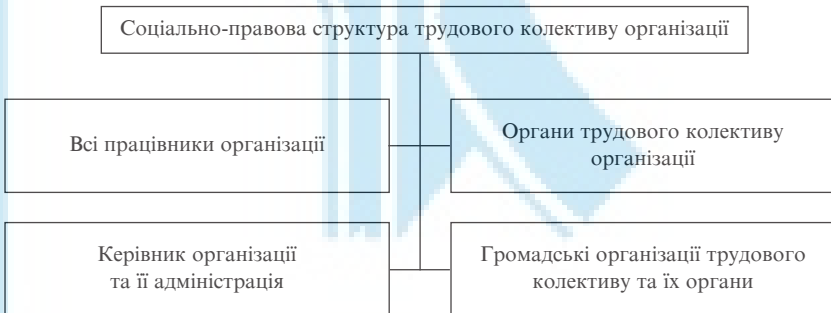 Соціально-правова структура трудового колективу організації
Всі працівники організації
Органи трудового колективу
організації
Керівник організації
та її адміністрація
Громадські організації трудового
колективу та їх органи